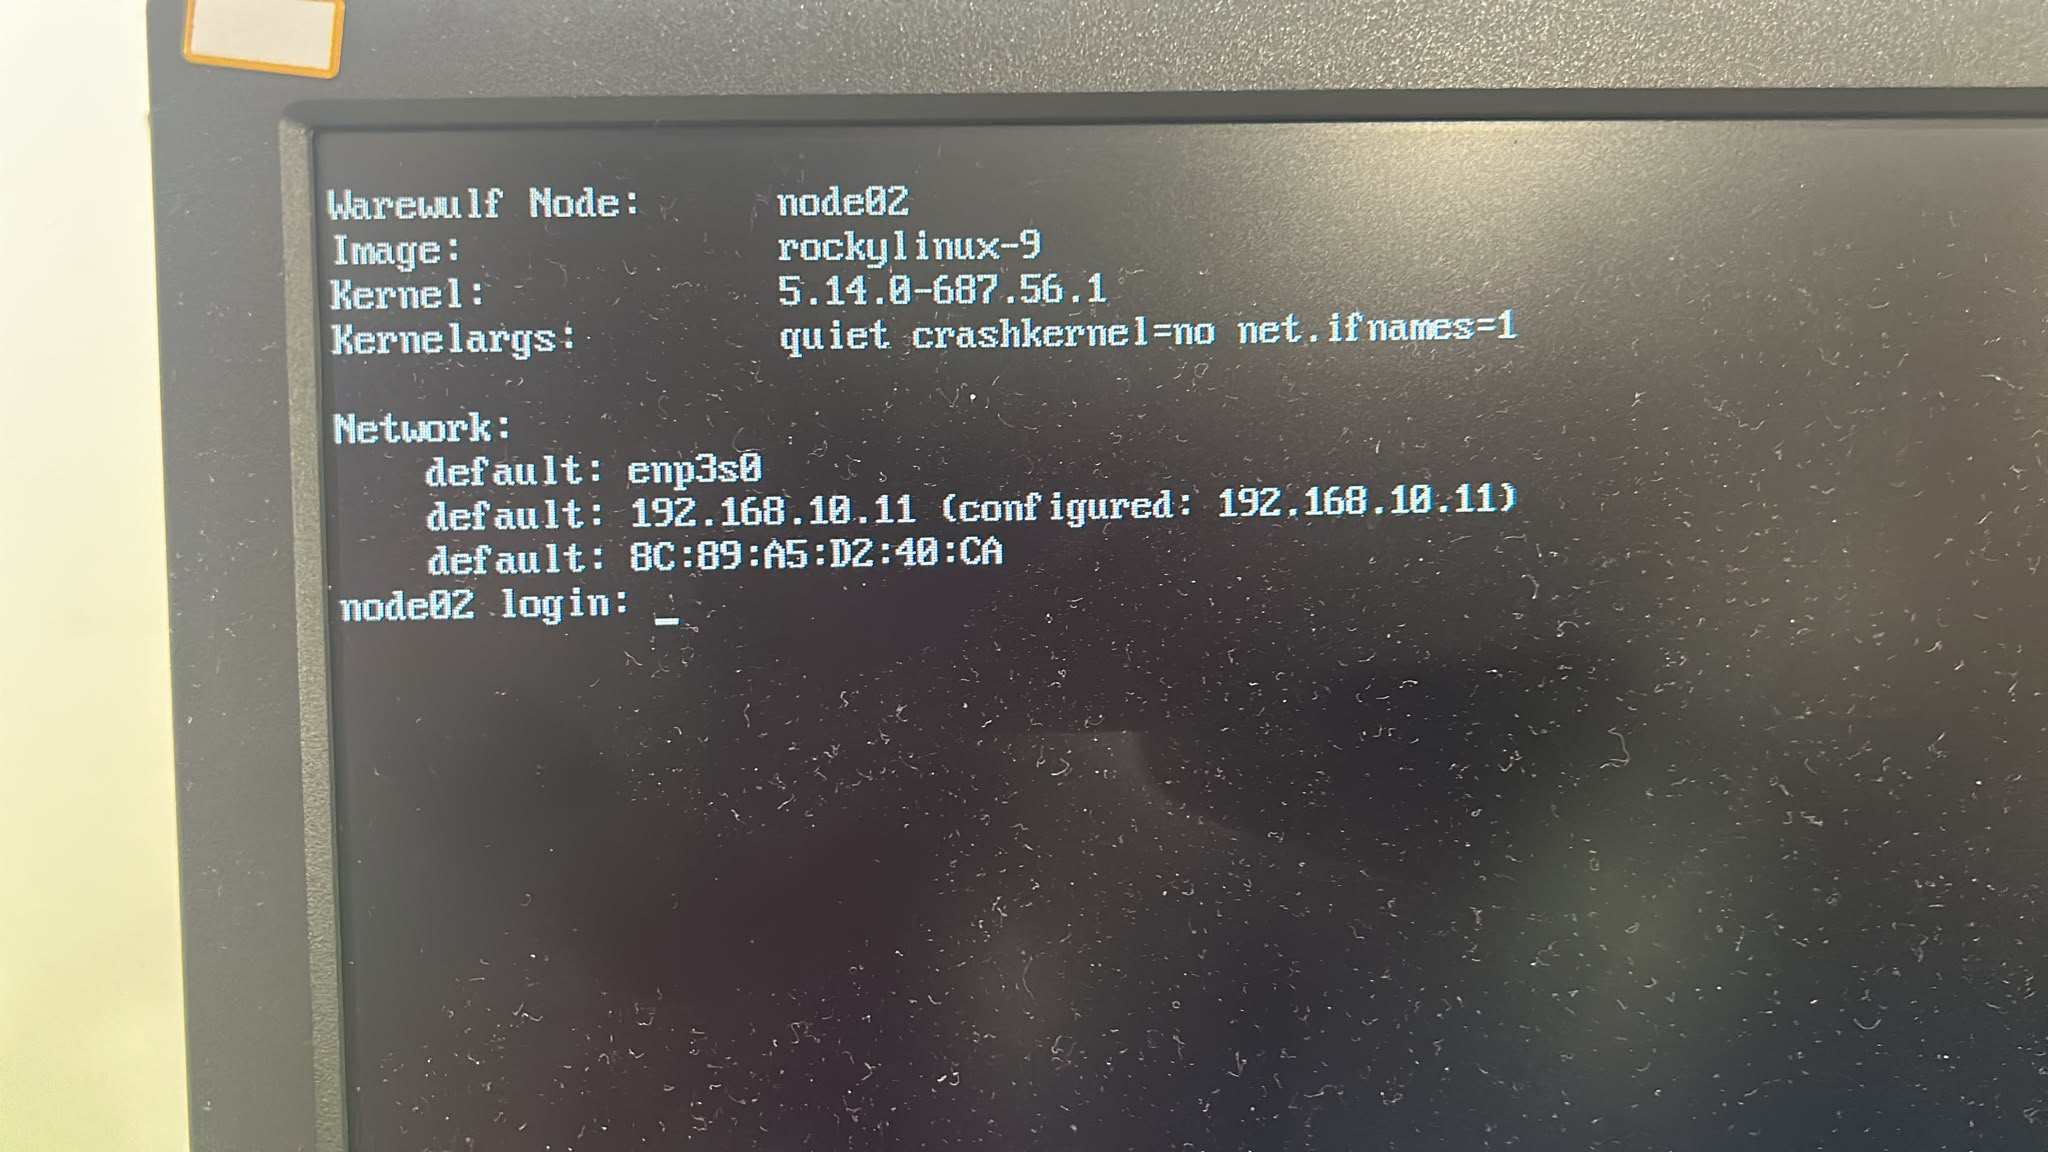 Warewulf Node: node02
Image: rockylinux-9
Kernel: 5.14.0-687.56.1
Kernelargs: quiet crashkernel=no net.ifnames=1
Network:
default: enp3s0
default: 192.168.10.11 (configured: 192.168.10.11)
default: 8C:89:A5:D2:40:CA
node02 login: _